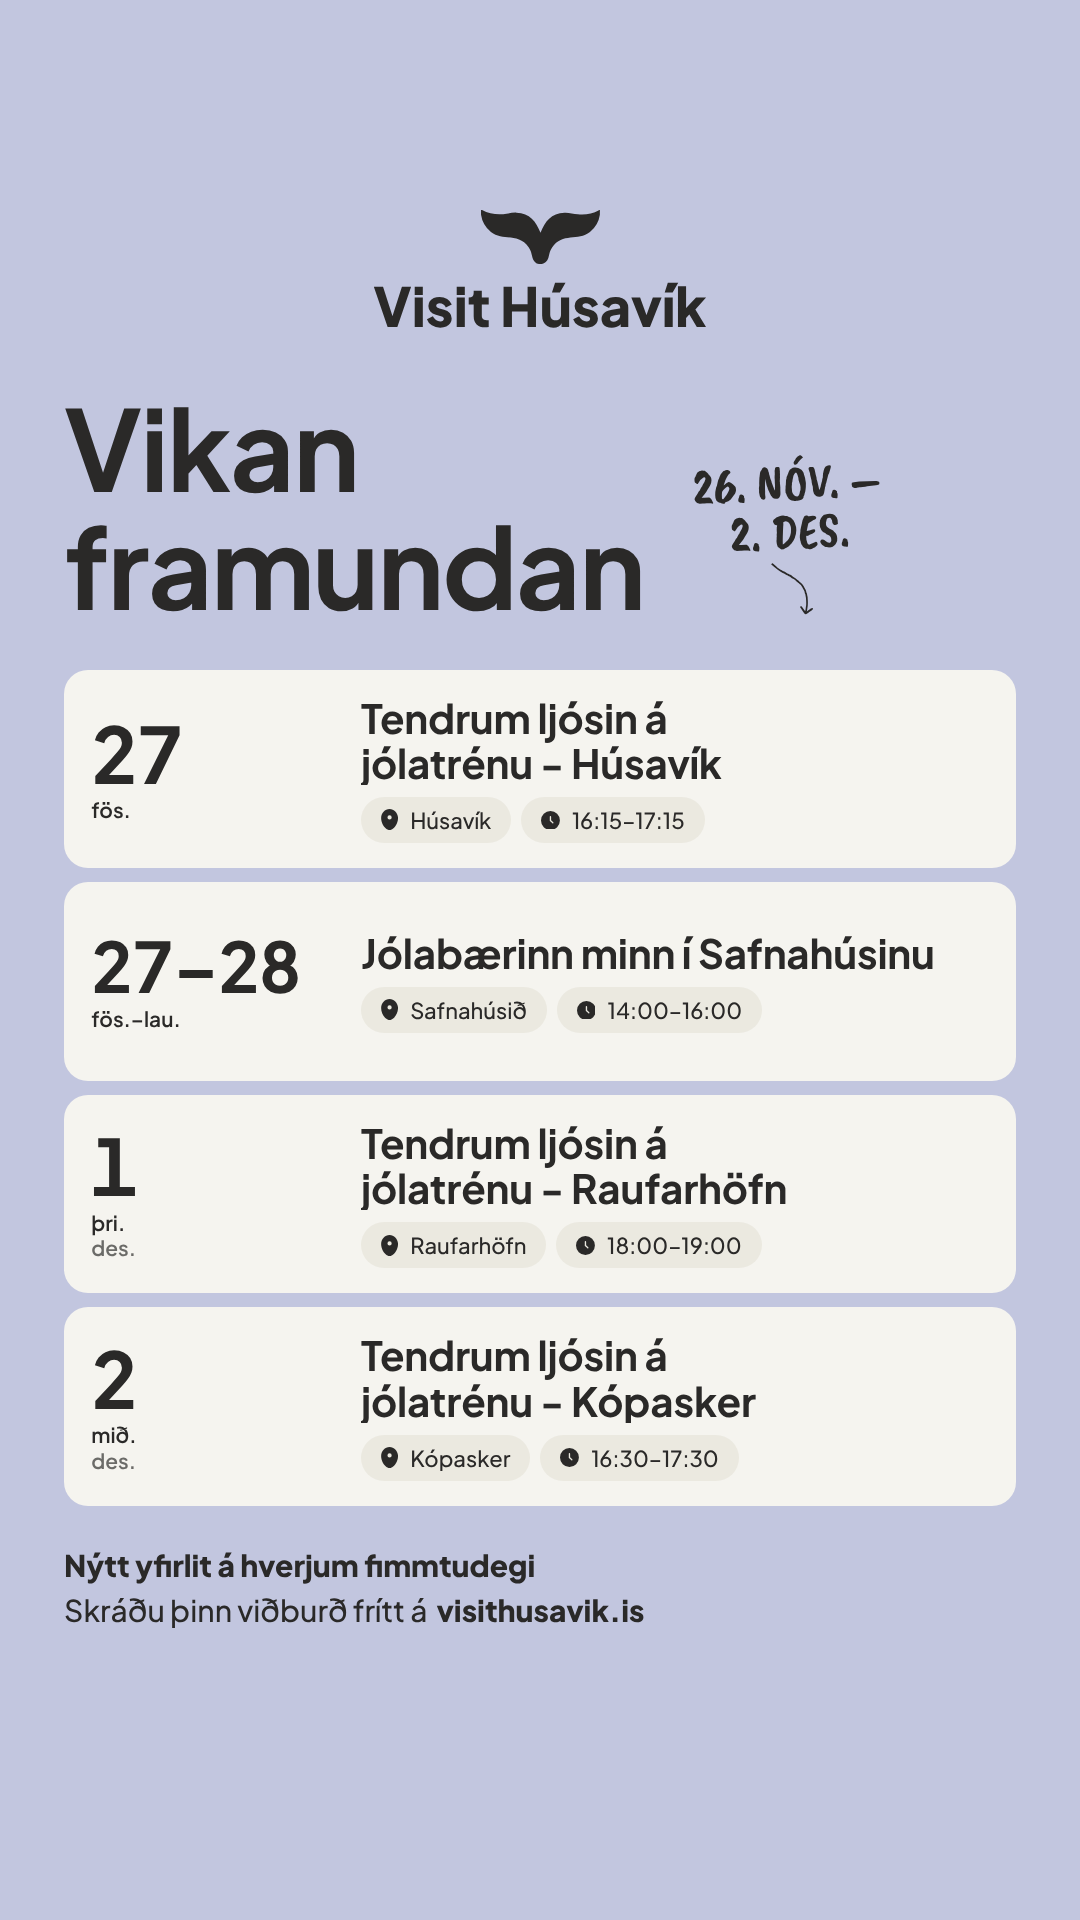 Visit Húsavík
Vikan
framundan
26. NÓV. –
2. DES.
27
fös.
Tendrum ljósin á
jólatrénu – Húsavík
Húsavík
16:15–17:15
27–28
fös.–lau.
Jólabærinn minn í Safnahúsinu
Safnahúsið
14:00–16:00
1
þri.
des.
Tendrum ljósin á
jólatrénu – Raufarhöfn
Raufarhöfn
18:00–19:00
2
mið.
des.
Tendrum ljósin á
jólatrénu – Kópasker
Kópasker
16:30–17:30
Nýtt yfirlit á hverjum fimmtudegi
Skráðu þinn viðburð frítt á visithusavik.is